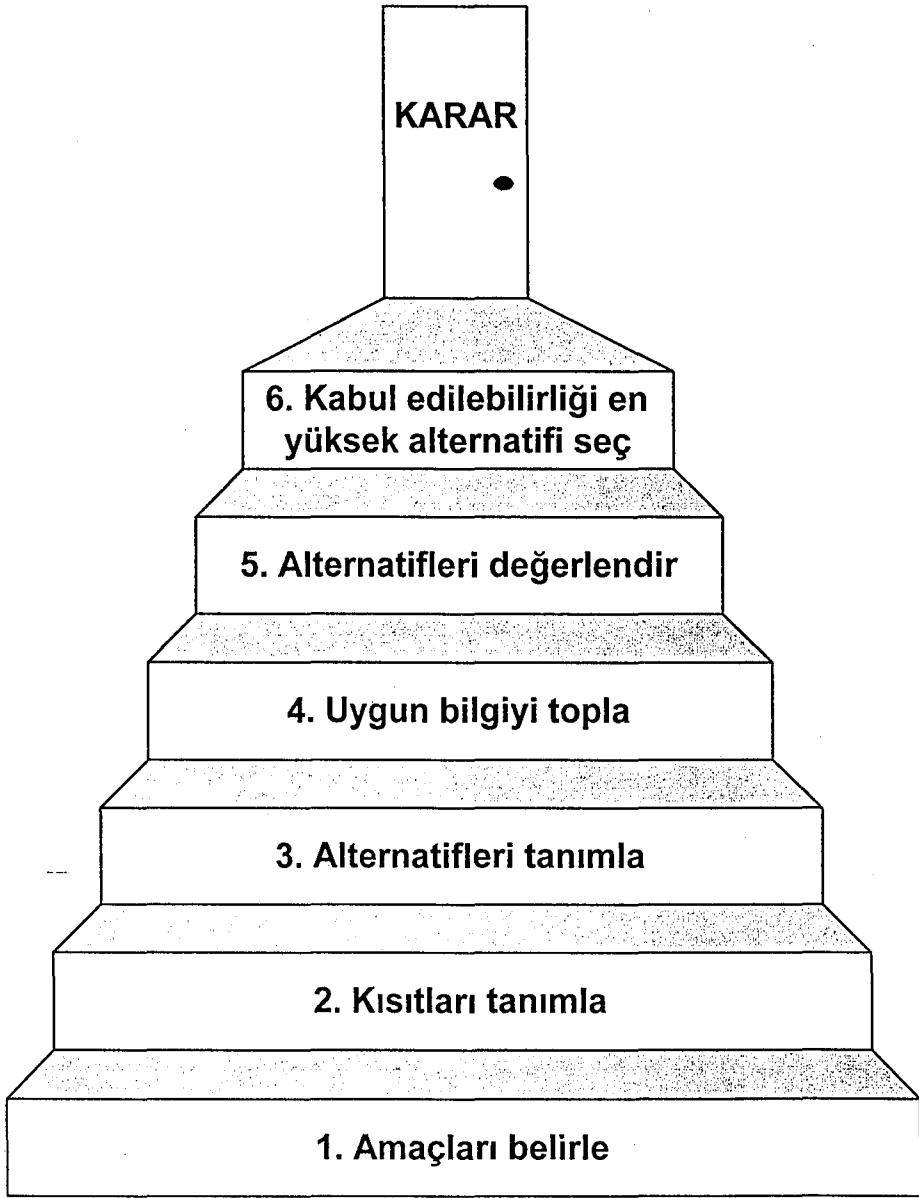 KARAR
6. Kabul edilebilirliği en
yüksek alternatifi seç
5. Alternatifleri değerlendir
4. Uygun bilgiyi topla
3. Alternatifleri tanımla
2. Kısıtları tanımla
1. Amaçları belirle